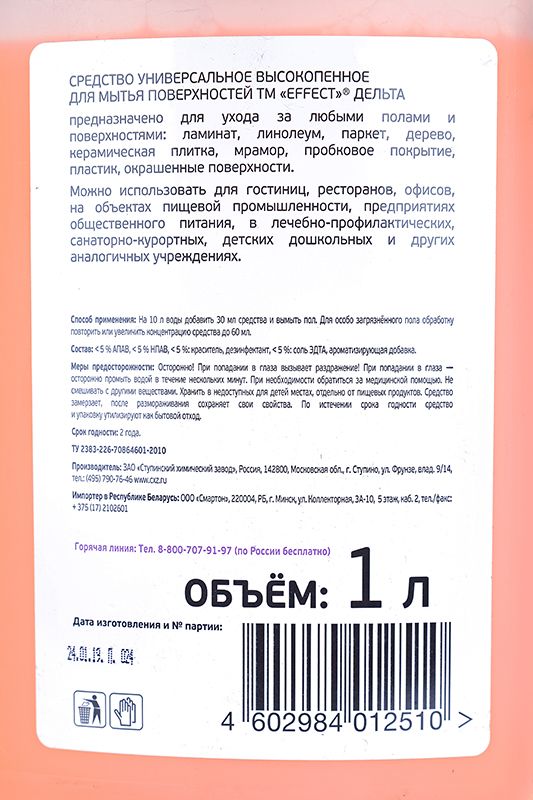 СРЕДСТВО УНИВЕРСАЛЬНОЕ ВЫСОКОПЕННОЕ
ДЛЯ МЫТЬЯ ПОВЕРХНОСТЕЙ ТМ «EFFECT»® ДЕЛЬТА
предназначено для ухода за любыми полами и
поверхностями: ламинат, линолеум, паркет, дерево,
керамическая плитка, мрамор, пробковое покрытие,
пластик, окрашенные поверхности.
Можно использовать для гостиниц, ресторанов, офисов,
на объектах пищевой промышленности, предприятиях
общественного питания, в лечебно-профилактических,
санаторно-курортных, детских дошкольных и других
аналогичных учреждениях.
Способ применения: На 10 л воды добавить 30 мл средства и вымыть пол. Для особо загрязнённого пола обработку
повторить или увеличить концентрацию средства до 60 мл.
Состав: < 5 % АПАВ, < 5 % НПАВ, < 5 %: краситель, дезинфектант, < 5 %: соль ЭДТА, ароматизирующая добавка.
Меры предосторожности: Осторожно! При попадании в глаза вызывает раздражение! При попадании в глаза —
осторожно промыть водой в течение нескольких минут. При необходимости обратиться за медицинской помощью. Не
смешивать с другими веществами. Хранить в недоступных для детей местах, отдельно от пищевых продуктов. Средство
замерзает, после размораживания сохраняет свои свойства. По истечении срока годности средство
и упаковку утилизируют как бытовой отход.
Срок годности: 2 года.
ТУ 2383-226-70864601-2010
Производитель: ЗАО «Ступинский химический завод», Россия, 142800, Московская обл., г. Ступино, ул. Фрунзе, влад. 9/14,
тел.: (495) 790-76-46 www.cxz.ru
Импортер в Республике Беларусь: ООО «Смартон», 220004, РБ, г. Минск, ул. Коллекторная, 3А-10, 5 этаж, каб. 2, тел./факс:
+ 375 (17) 2102601
Горячая линия: Тел. 8-800-707-91-97 (по России бесплатно)
ОБЪЁМ: 1 л
Дата изготовления и № партии:
24.01.19. П. 024
4 602984 012510 >